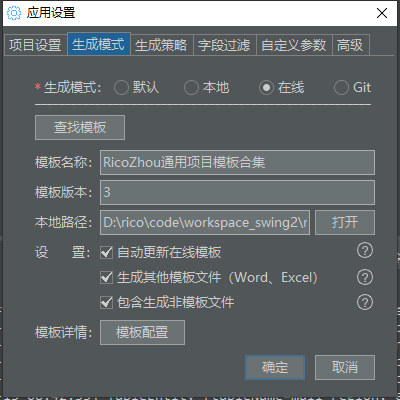 应用设置
项目设置 生成模式 生成策略 字段过滤 自定义参数 高级
* 生成模式： 默认 本地 在线 Git
查找模板
模板名称： RicoZhou通用项目模板合集
模板版本： 3
本地路径： D:\rico\code\workspace_swing2\r 打开
设 置： 自动更新在线模板 ?
生成其他模板文件（Word、Excel） ?
包含生成非模板文件 ?
模板详情： 模板配置
确定 取消